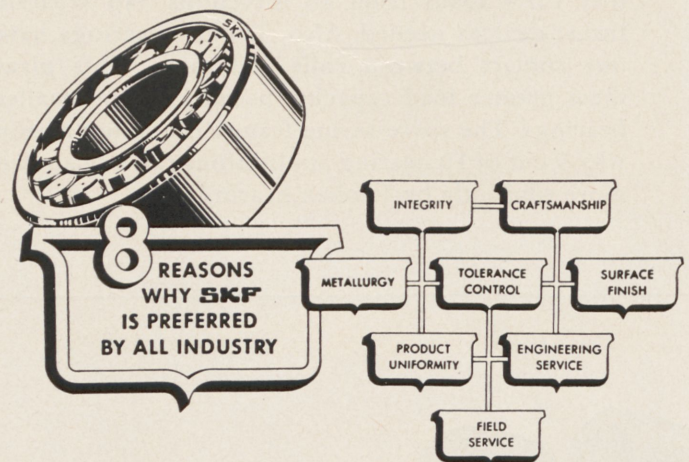 SKF
8
REASONS
WHY SKF
IS PREFERRED
BY ALL INDUSTRY
INTEGRITY
CRAFTSMANSHIP
METALLURGY
TOLERANCE
CONTROL
SURFACE
FINISH
PRODUCT
UNIFORMITY
ENGINEERING
SERVICE
FIELD
SERVICE